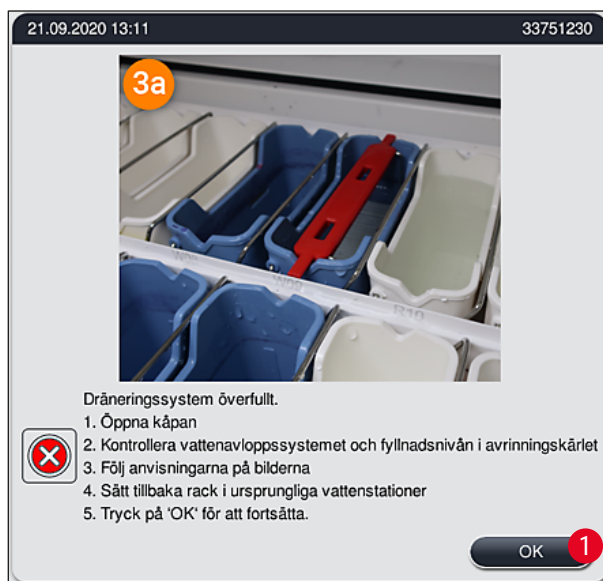 21.09.2020 13:11 33751230
3a
W08
W09
R10
Dräneringssystem överfullt.
1. Öppna kåpan
2. Kontrollera vattenavloppssystemet och fyllnadsnivån i avrinningskärlet
3. Följ anvisningarna på bilderna
4. Sätt tillbaka rack i ursprungliga vattenstationer
5. Tryck på 'OK' för att fortsätta.
OK 1